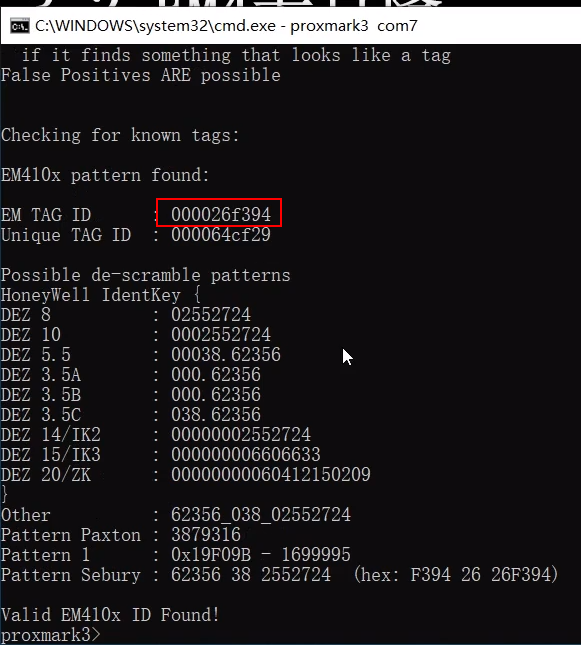 C:\WINDOWS\system32\cmd.exe - proxmark3 com7
if it finds something that looks like a tag
False Positives ARE possible
Checking for known tags:
EM410x pattern found:
EM TAG ID : 000026f394
Unique TAG ID : 000064cf29
Possible de-scramble patterns
HoneyWell IdentKey {
DEZ 8 : 02552724
DEZ 10 : 0002552724
DEZ 5.5 : 00038.62356
DEZ 3.5A : 000.62356
DEZ 3.5B : 000.62356
DEZ 3.5C : 038.62356
DEZ 14/IK2 : 00000002552724
DEZ 15/IK3 : 000000006606633
DEZ 20/ZK : 00000000060412150209
}
Other : 62356_038_02552724
Pattern Paxton : 3879316
Pattern 1 : 0x19F09B - 1699995
Pattern Sebury : 62356 38 2552724 (hex: F394 26 26F394)
Valid EM410x ID Found!
proxmark3>